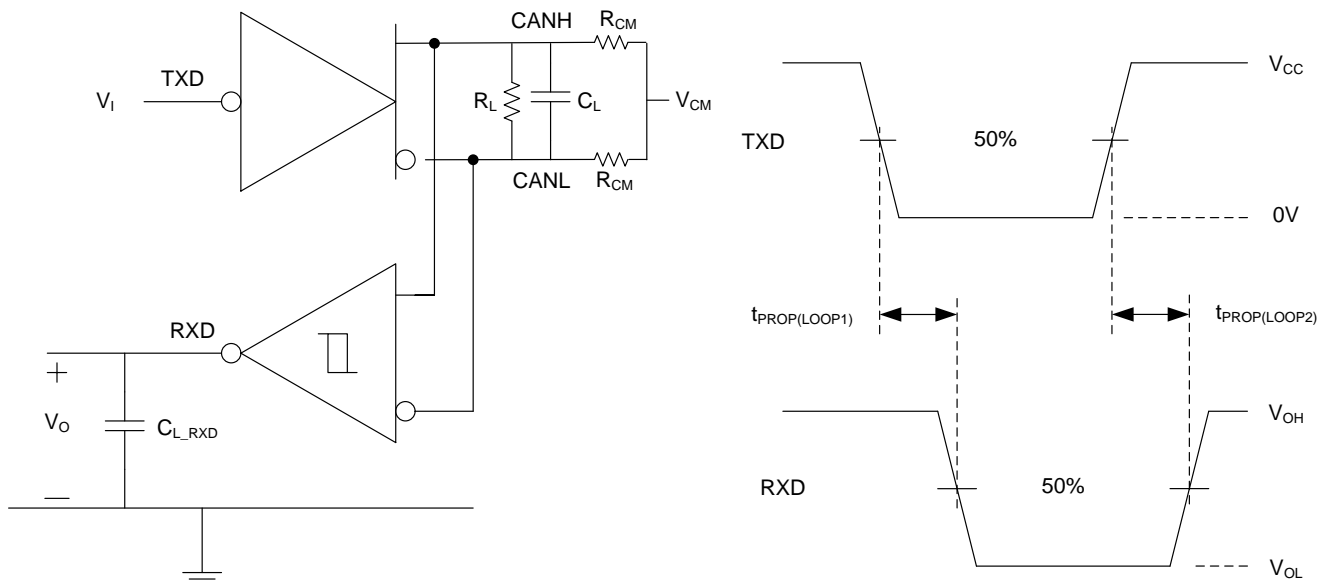 CANH
R_CM
TXD
V_I
R_L
C_L
V_CM
CANL
R_CM
RXD
+
V_O
C_L_RXD
—
V_CC
TXD
50%
0V
t_PROP(LOOP1)
t_PROP(LOOP2)
V_OH
RXD
50%
V_OL